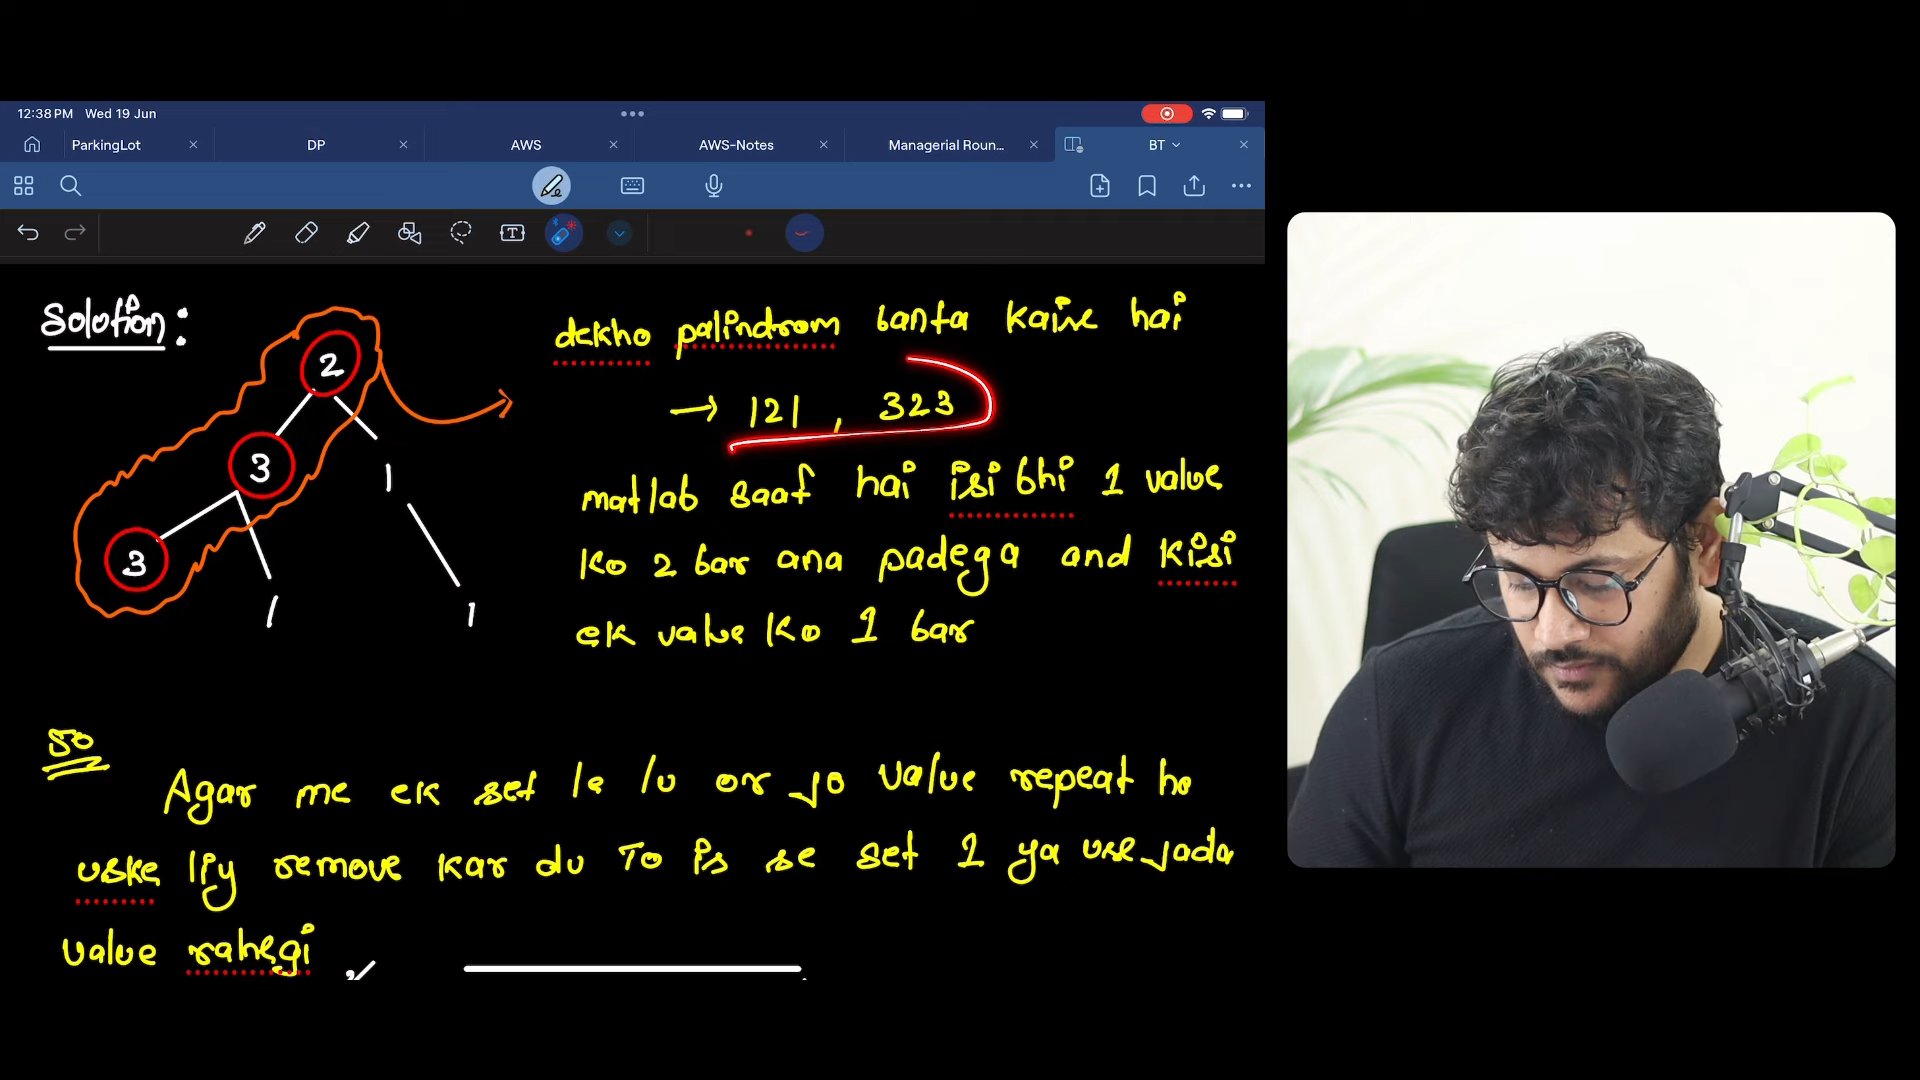 12:38 PM Wed 19 Jun
ParkingLot
DP
AWS
AWS-Notes
Managerial Roun...
BT
Solution:
2
3
1
3
1
1
dekho palindrom banta kaise hai
→ 121 , 323
matlab saaf hai isi bhi 1 value
ko 2 bar ana padega and kisi
ek value ko 1 bar
so
Agar me ek set le lu or jo value repeat ho
uske liy remove kar du To is se set 1 ya use jada
value rahegi